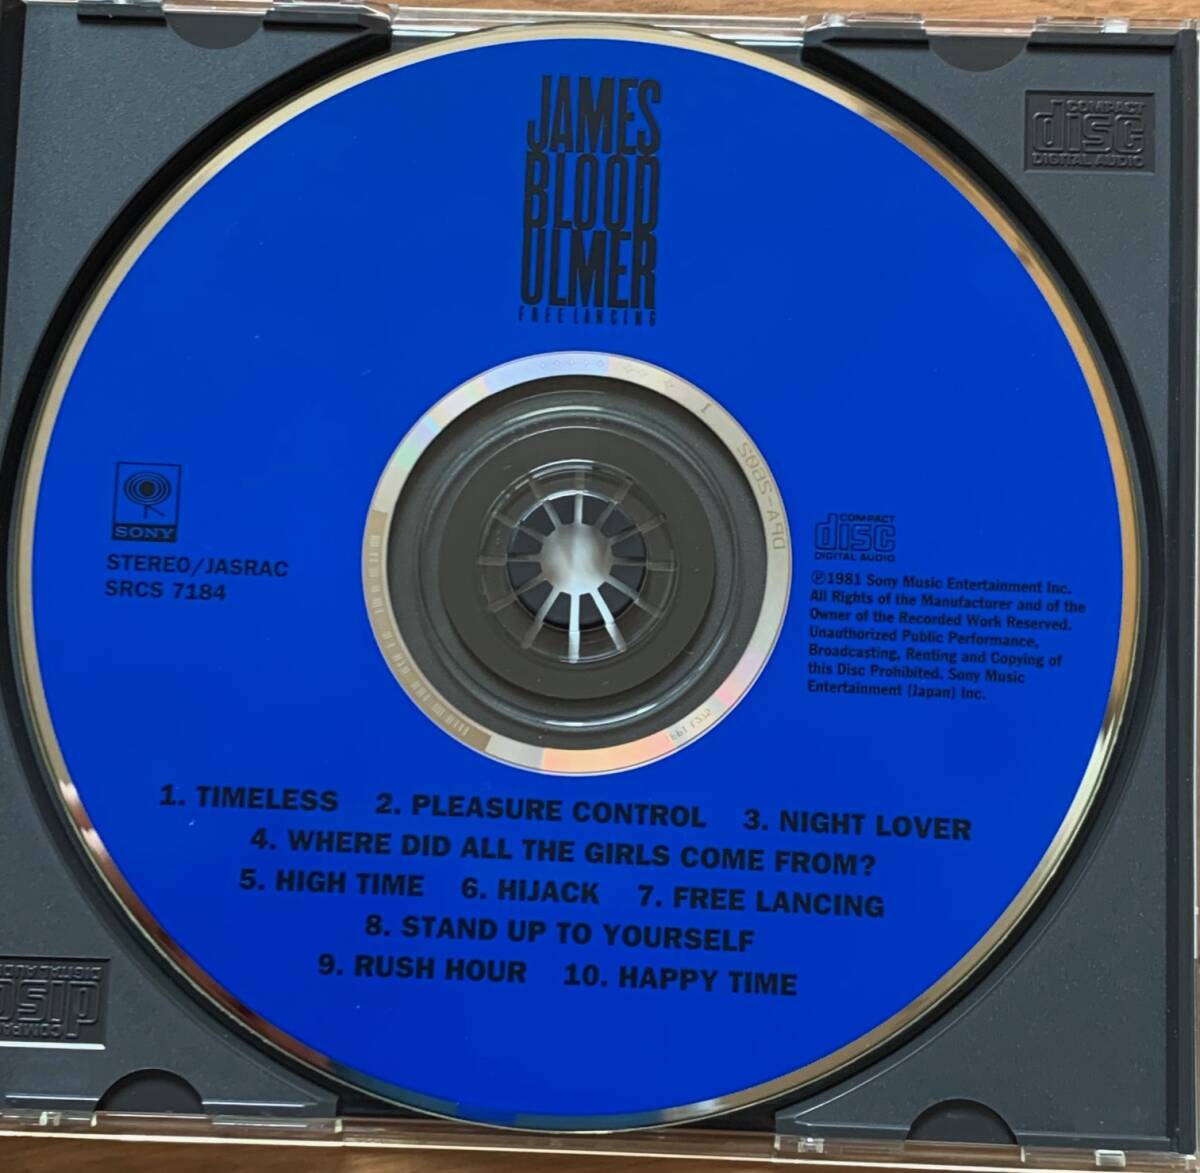 JAMES
BLOOD
ULMER
FREE LANCING
COMPACT
disc
DIGITAL AUDIO
SONY
STEREO/JASRAC
SRCS 7184
COMPACT
disc
DIGITAL AUDIO
℗1981 Sony Music Entertainment Inc.
All Rights of the Manufacturer and of the
Owner of the Recorded Work Reserved.
Unauthorized Public Performance,
Broadcasting, Renting and Copying of
this Disc Prohibited. Sony Music
Entertainment (Japan) Inc.
1. TIMELESS 2. PLEASURE CONTROL 3. NIGHT LOVER
4. WHERE DID ALL THE GIRLS COME FROM?
5. HIGH TIME 6. HIJACK 7. FREE LANCING
8. STAND UP TO YOURSELF
9. RUSH HOUR 10. HAPPY TIME